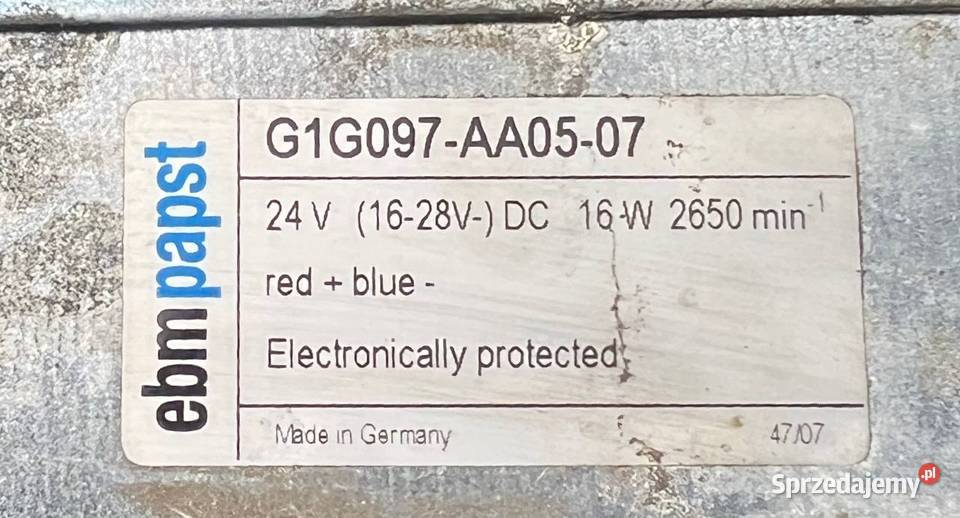 ebmpapst
G1G097-AA05-07
24 V (16-28V-) DC 16-W 2650 min-1
red + blue -
Electronically protected
Made in Germany 47/07
Sprzedajemy.pl